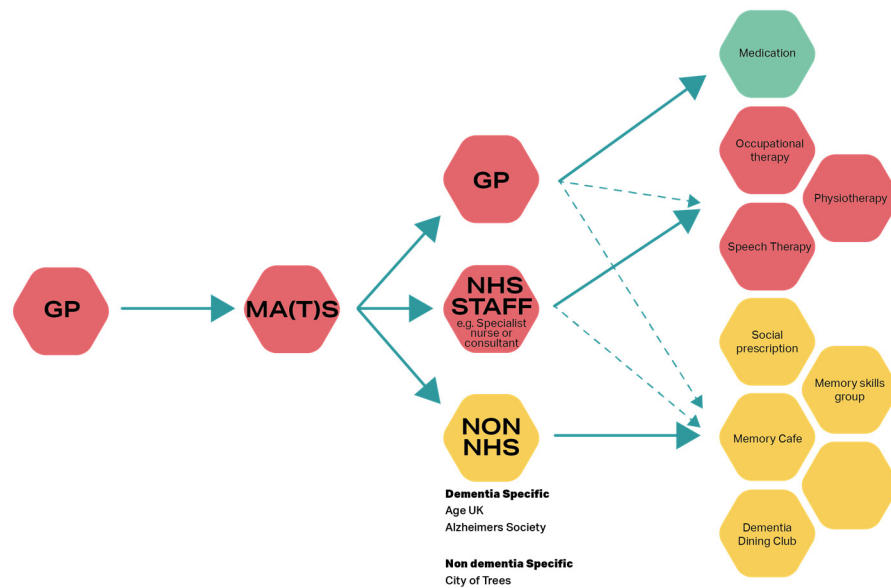 GP
MA(T)S
GP
NHS
STAFF
e.g. Specialist
nurse or
consultant
NON
NHS
Dementia Specific
Age UK
Alzheimers Society
Non dementia Specific
City of Trees
Medication
Occupational
therapy
Physiotherapy
Speech Therapy
Social
prescription
Memory skills
group
Memory Cafe
Dementia
Dining Club